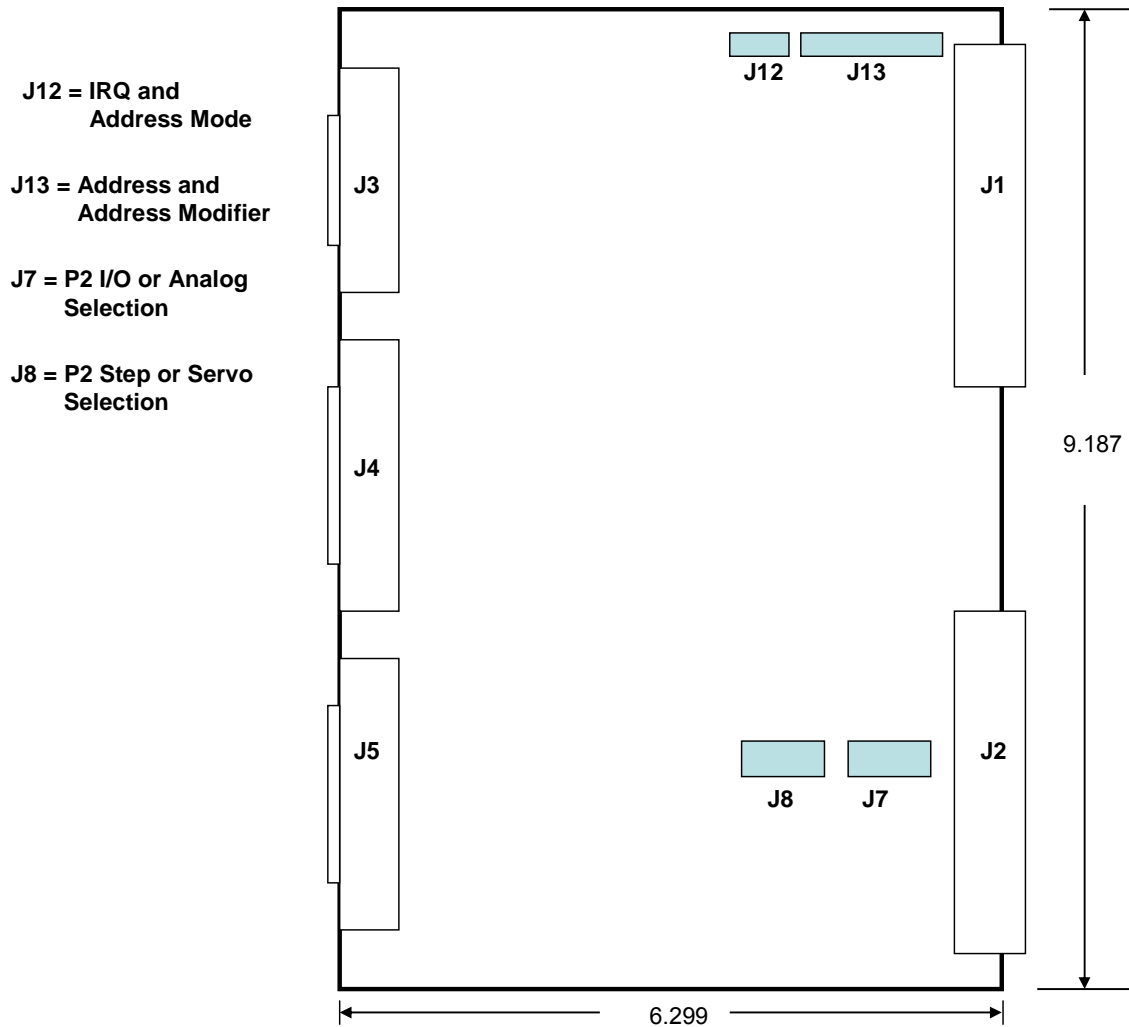 J12 J13
J12 = IRQ and
Address Mode
J3
J1
J13 = Address and
Address Modifier
J7 = P2 I/O or Analog
Selection
J8 = P2 Step or Servo
Selection
9.187
J4
J5
J2
J8 J7
6.299